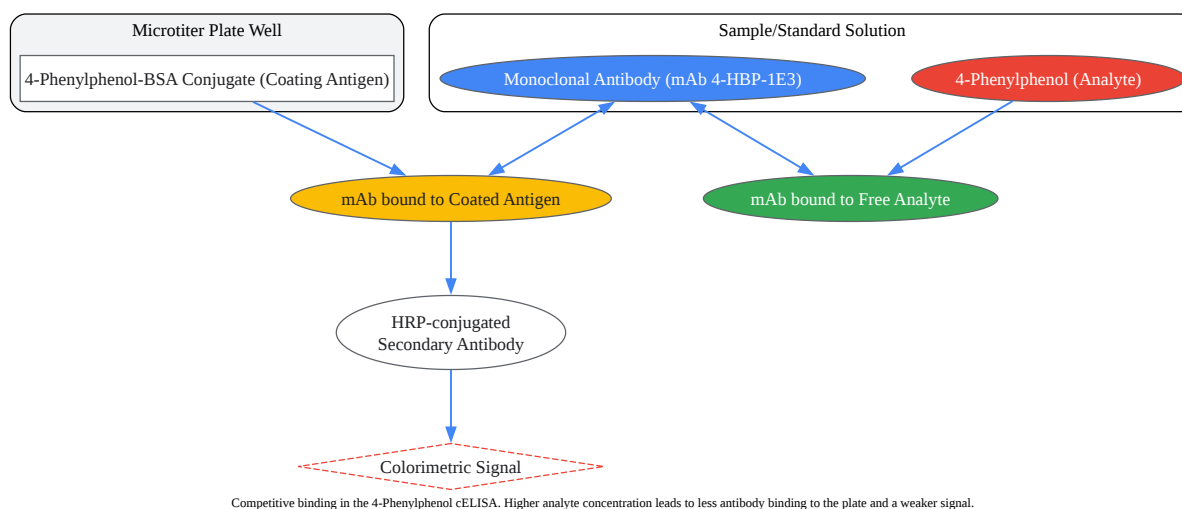 Microtiter Plate Well
Sample/Standard Solution
4-Phenylphenol-BSA Conjugate (Coating Antigen)
Monoclonal Antibody (mAb 4-HBP-1E3)
4-Phenylphenol (Analyte)
mAb bound to Coated Antigen
mAb bound to Free Analyte
HRP-conjugated
Secondary Antibody
Colorimetric Signal
Competitive binding in the 4-Phenylphenol cELISA. Higher analyte concentration leads to less antibody binding to the plate and a weaker signal.